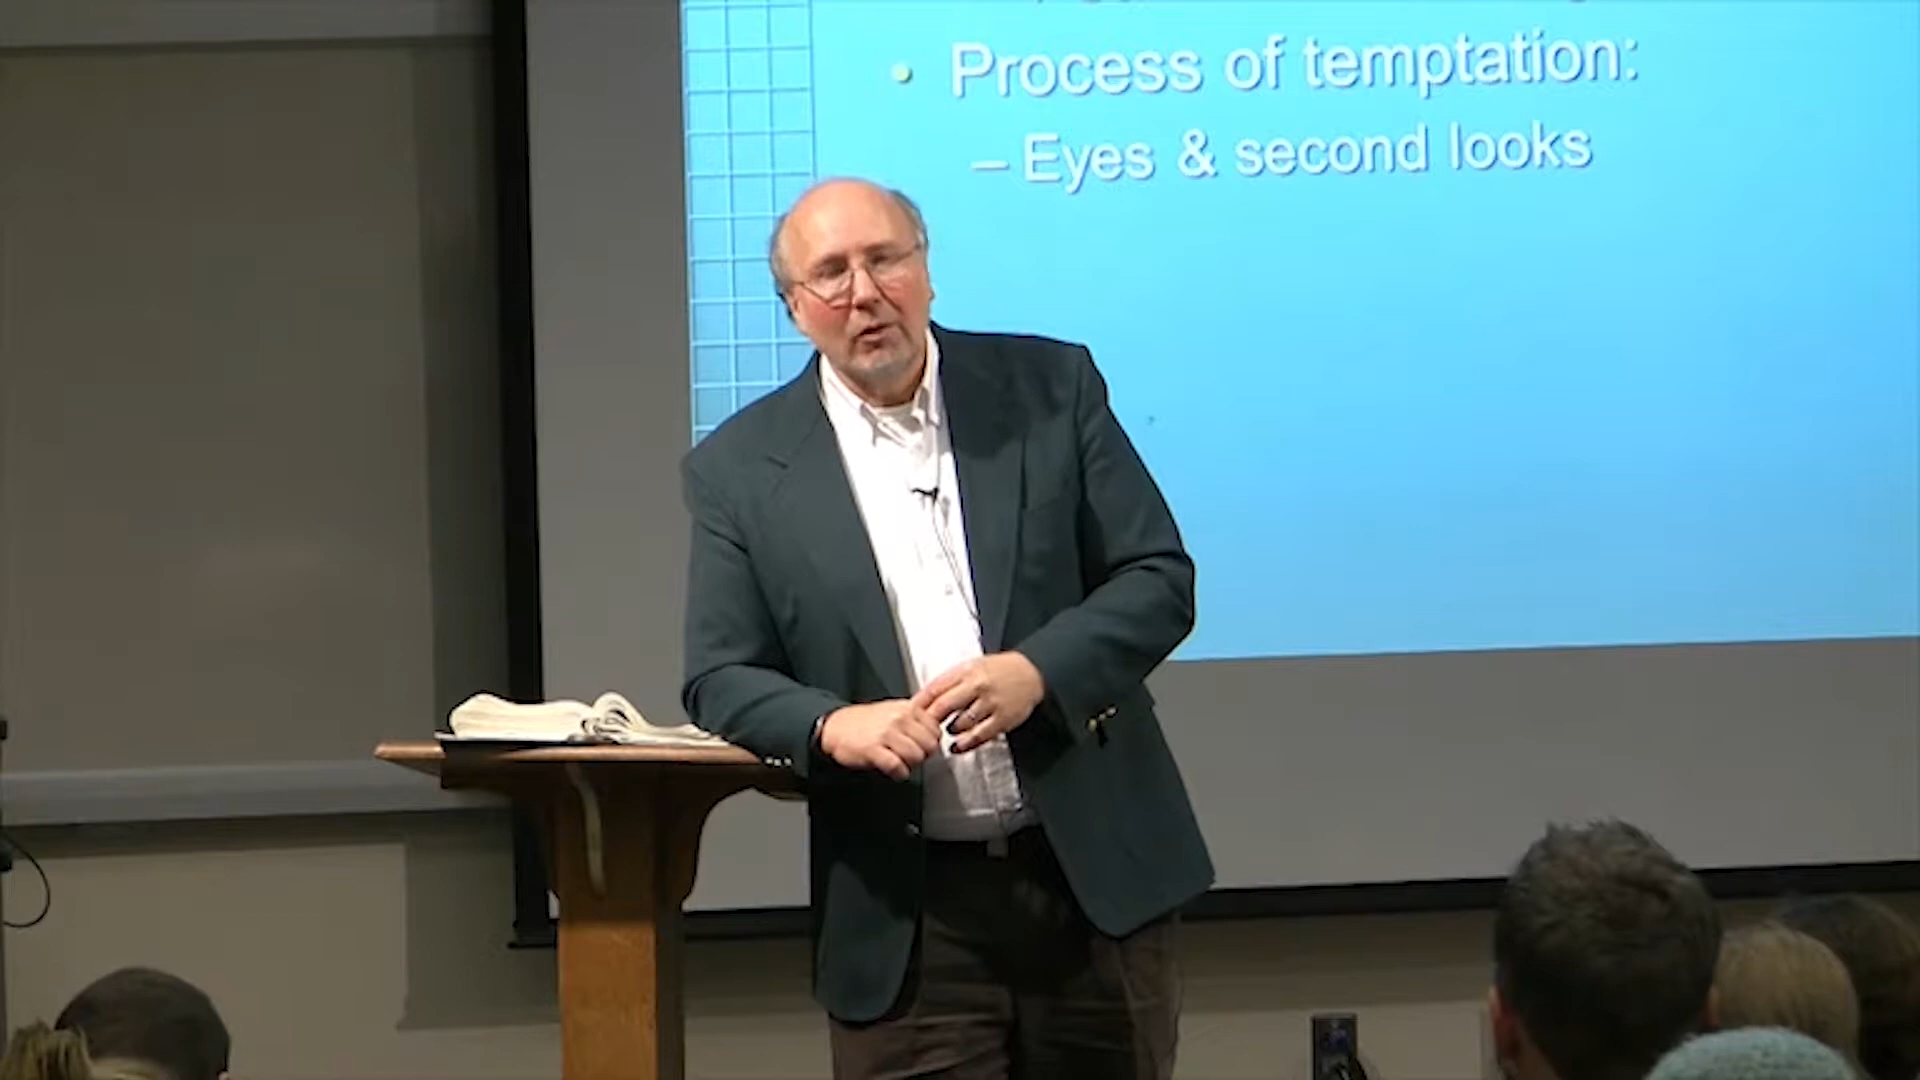 • Process of temptation:
– Eyes & second looks